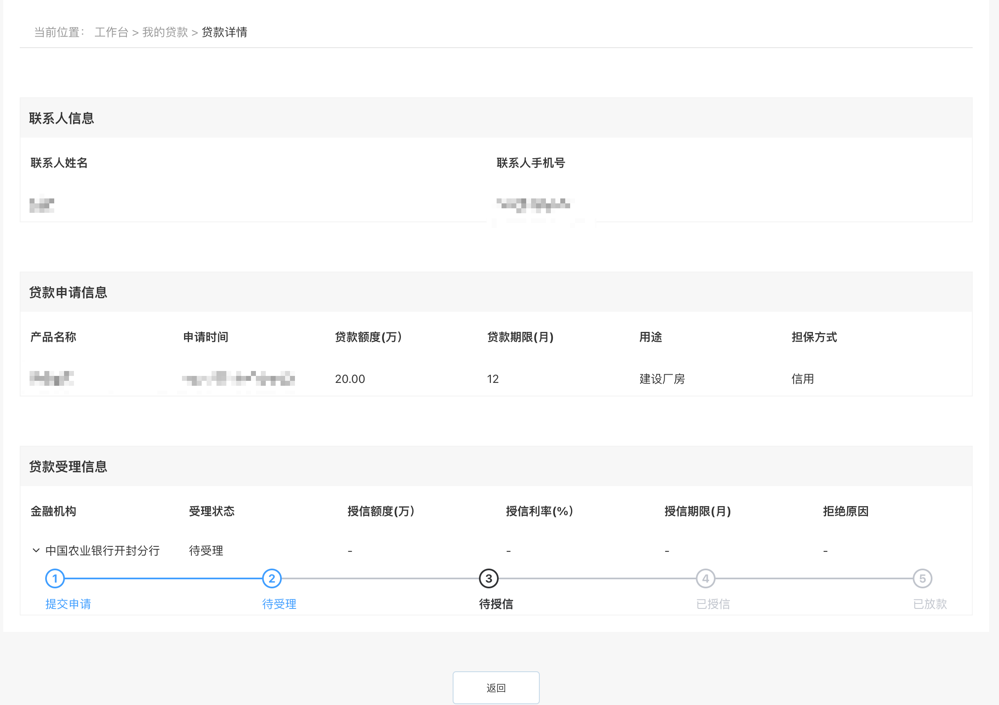 当前位置： 工作台 > 我的贷款 > 贷款详情
联系人信息
联系人姓名 联系人手机号
贷款申请信息
产品名称 申请时间 贷款额度(万) 贷款期限(月) 用途 担保方式
20.00 12 建设厂房 信用
贷款受理信息
金融机构 受理状态 授信额度(万) 授信利率(%) 授信期限(月) 拒绝原因
中国农业银行开封分行 待受理 - - - -
1 2 3 4 5
提交申请 待受理 待授信 已授信 已放款
返回